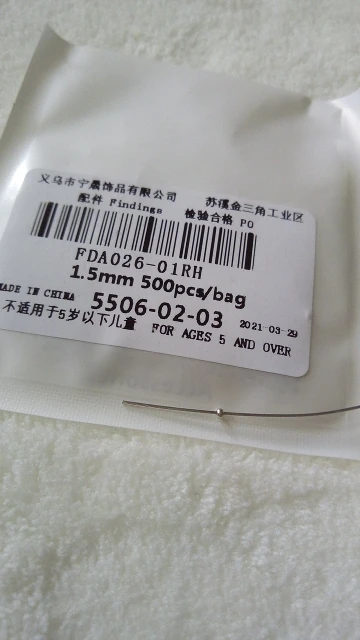 义乌市宁晟饰品有限公司 苏溪金三角工业区
配件 Findings 检验合格 PO
FDA026-01RH
1.5mm 500pcs/bag
MADE IN CHINA 5506-02-03 2021-03-29
不适用于5岁以下儿童 FOR AGES 5 AND OVER